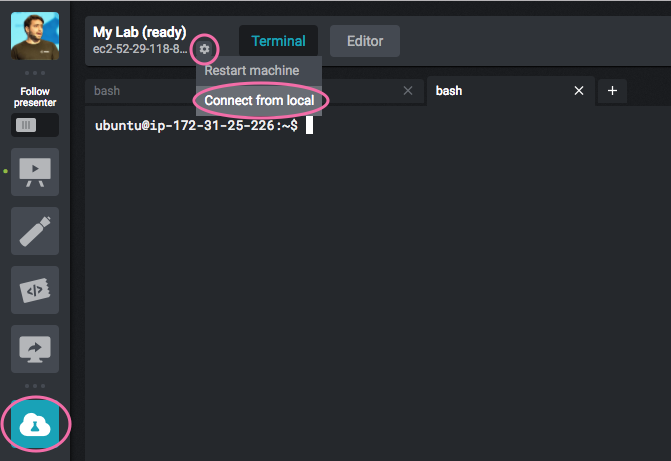 My Lab (ready)
ec2-52-29-118-8...
Terminal
Editor
Follow
presenter
Restart machine
Connect from local
bash
bash
ubuntu@ip-172-31-25-226:~$